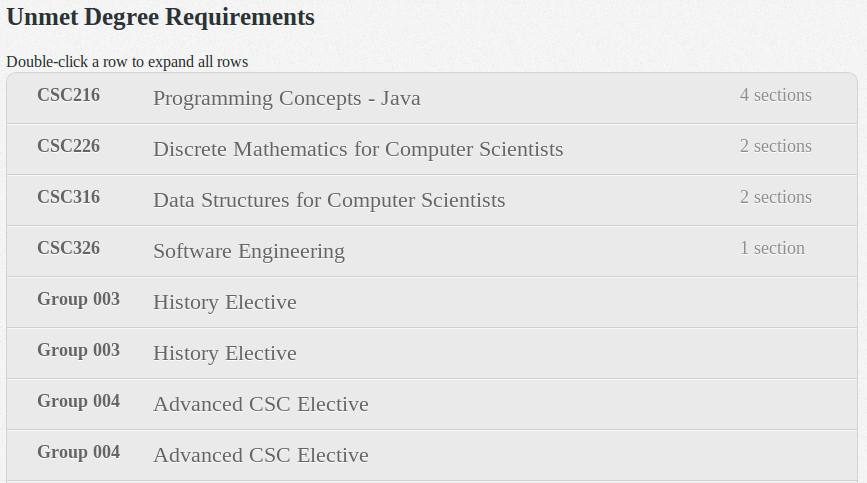 Unmet Degree Requirements
Double-click a row to expand all rows
CSC216 Programming Concepts - Java 4 sections
CSC226 Discrete Mathematics for Computer Scientists 2 sections
CSC316 Data Structures for Computer Scientists 2 sections
CSC326 Software Engineering 1 section
Group 003 History Elective
Group 003 History Elective
Group 004 Advanced CSC Elective
Group 004 Advanced CSC Elective